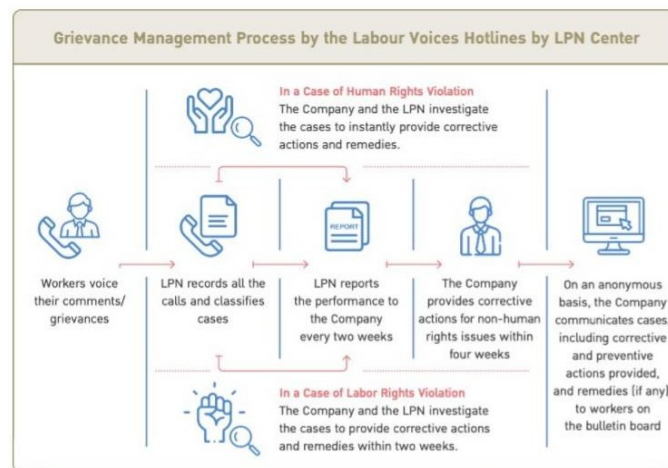 Grievance Management Process by the Labour Voices Hotlines by LPN Center
In a Case of Human Rights Violation
The Company and the LPN investigate
the cases to instantly provide corrective
actions and remedies.
Workers voice
their comments/
grievances
LPN records all the
calls and classifies
cases
REPORT
LPN reports
the performance to
the Company
every two weeks
The Company
provides corrective
actions for non-human
rights issues within
four weeks
On an anonymous
basis, the Company
communicates cases,
including corrective
and preventive
actions provided,
and remedies (if any)
to workers on
the bulletin board
In a Case of Labor Rights Violation
The Company and the LPN investigate
the cases to provide corrective actions
and remedies within two weeks.